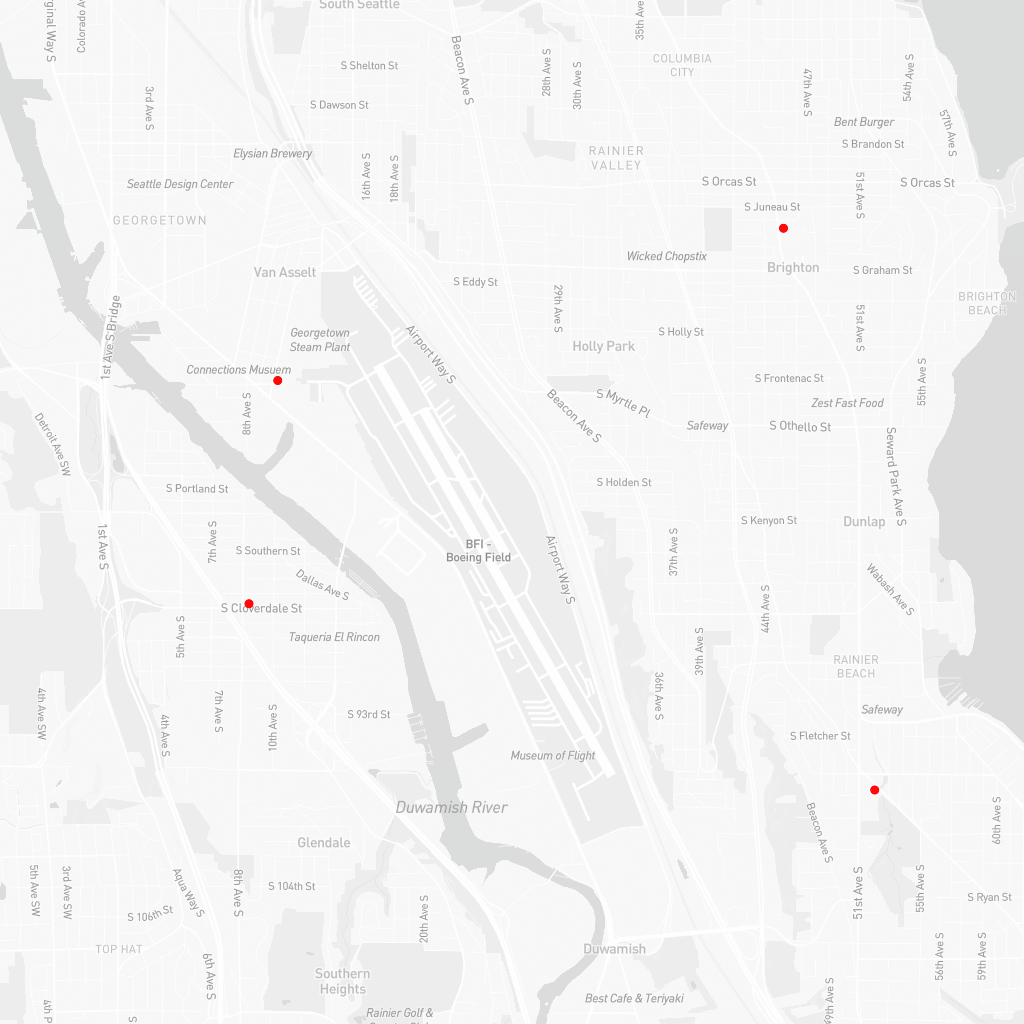 South Seattle
Original Way S
Colorado A
35th Ave S
Beacon Ave S
S Shelton St
28th Ave S
30th Ave S
COLUMBIA
CITY
47th Ave S
54th Ave S
3rd Ave S
S Dawson St
Bent Burger
57th Ave S
S Brandon St
Elysian Brewery
16th Ave S
18th Ave S
RAINIER
VALLEY
Seattle Design Center
S Orcas St
51st Ave S
S Orcas St
S Juneau St
GEORGETOWN
Wicked Chopstix
Brighton
S Graham St
Van Asselt
S Eddy St
29th Ave S
BRIGHTON
BEACH
1st Ave S Bridge
Georgetown
Steam Plant
Airport Way S
S Holly St
51st Ave S
Holly Park
Connections Musuem
S Frontenac St
55th Ave S
8th Ave S
Beacon Ave S
S Myrtle Pl
Zest Fast Food
Detroit Ave SW
Safeway
S Othello St
Seward Park Ave S
S Portland St
S Holden St
1st Ave S
7th Ave S
S Kenyon St
Dunlap
BFI -
Boeing Field
S Southern St
37th Ave S
Airport Way S
Dallas Ave S
Wabash Ave S
S Cloverdale St
44th Ave S
5th Ave S
Taqueria El Rincon
39th Ave S
RAINIER
BEACH
36th Ave S
4th Ave SW
4th Ave S
7th Ave S
10th Ave S
S 93rd St
Safeway
S Fletcher St
Museum of Flight
Duwamish River
Beacon Ave S
60th Ave S
Glendale
5th Ave SW
3rd Ave SW
Aqua Way S
8th Ave S
S 104th St
51st Ave S
55th Ave S
S Ryan St
S 106th St
20th Ave S
TOP HAT
Duwamish
56th Ave S
59th Ave S
6th Ave S
Southern
Heights
Best Cafe & Teriyaki
49th Ave S
4th P
S
Rainier Golf &